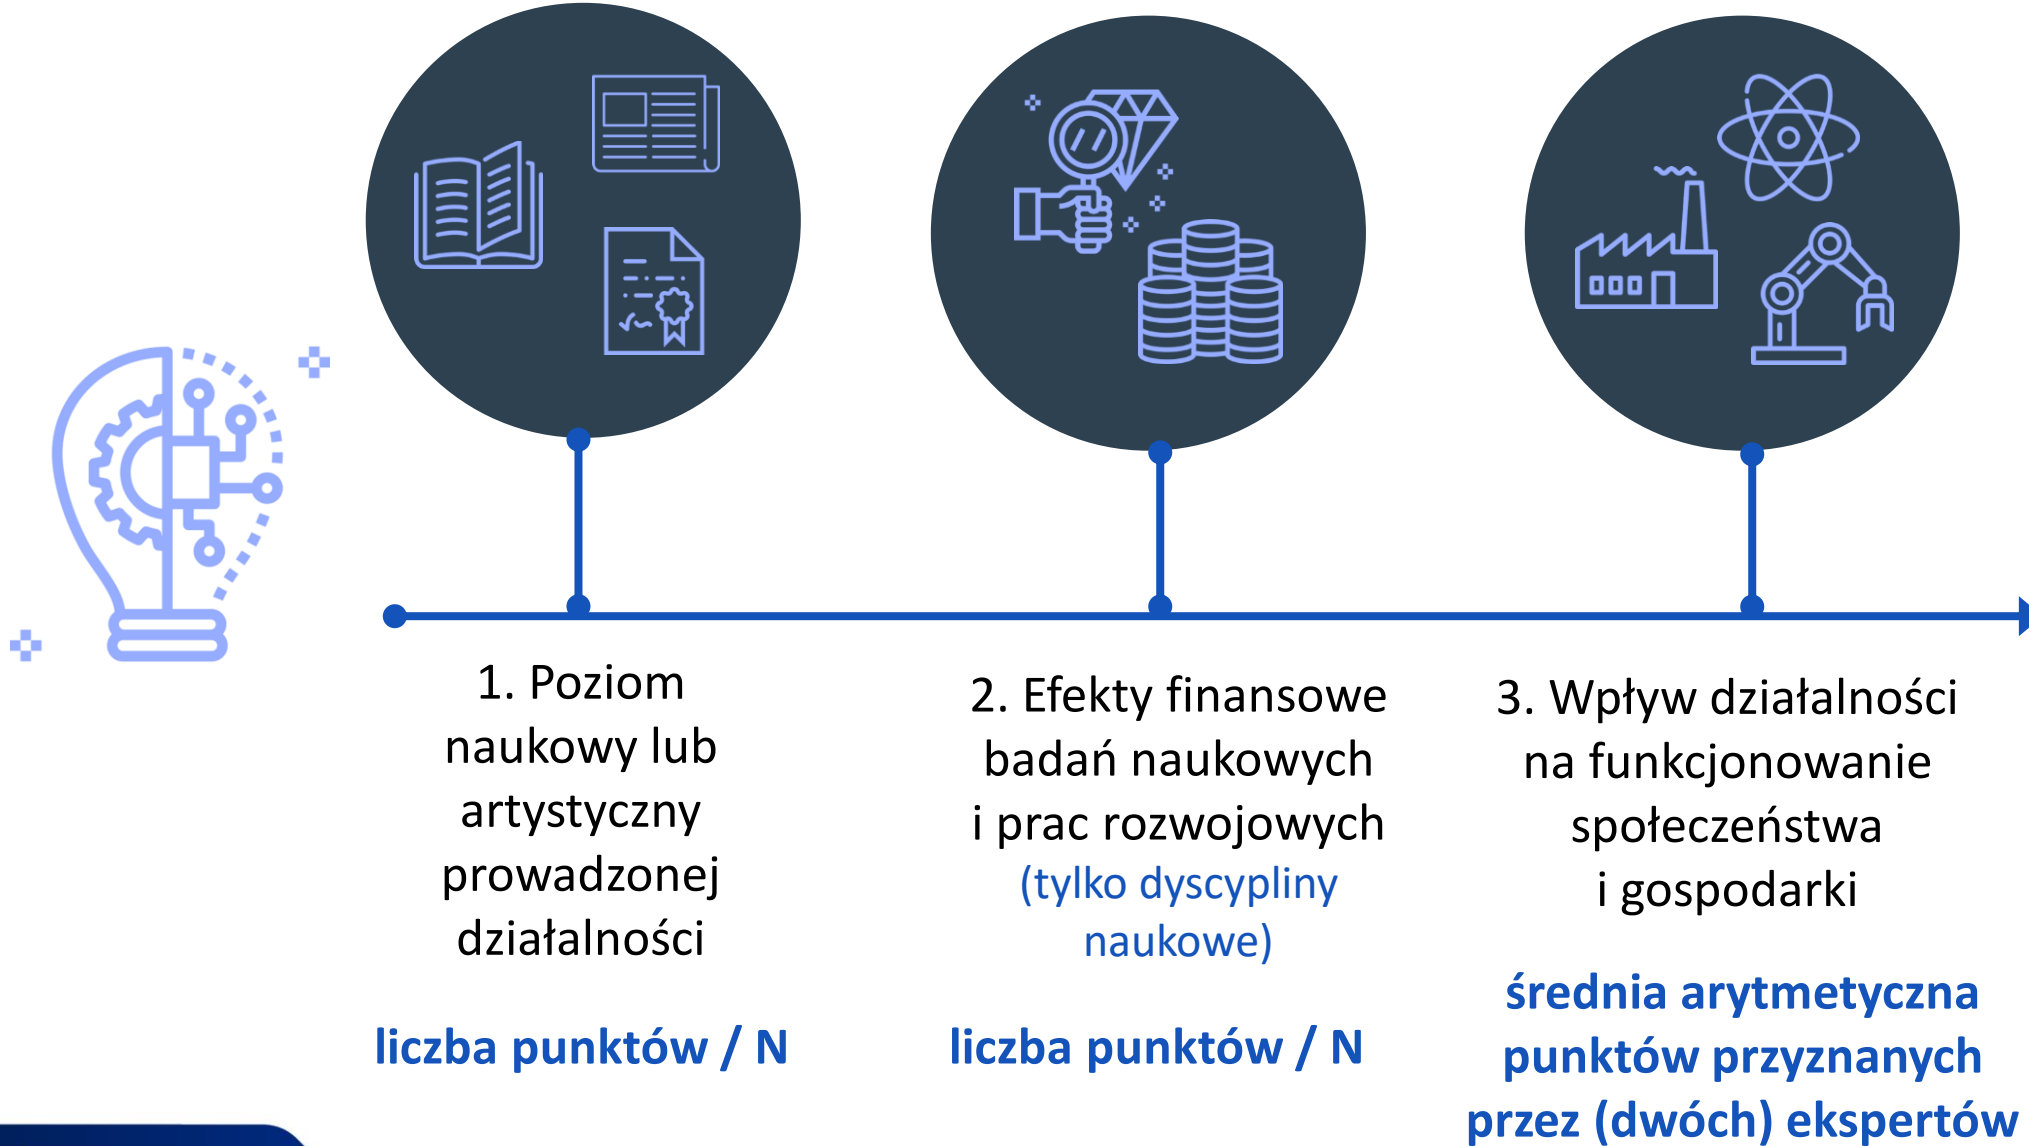 1. Poziom
naukowy lub
artystyczny
prowadzonej
działalności
liczba punktów / N
2. Efekty finansowe
badań naukowych
i prac rozwojowych
(tylko dyscypliny
naukowe)
liczba punktów / N
3. Wpływ działalności
na funkcjonowanie
społeczeństwa
i gospodarki
średnia arytmetyczna
punktów przyznanych
przez (dwóch) ekspertów